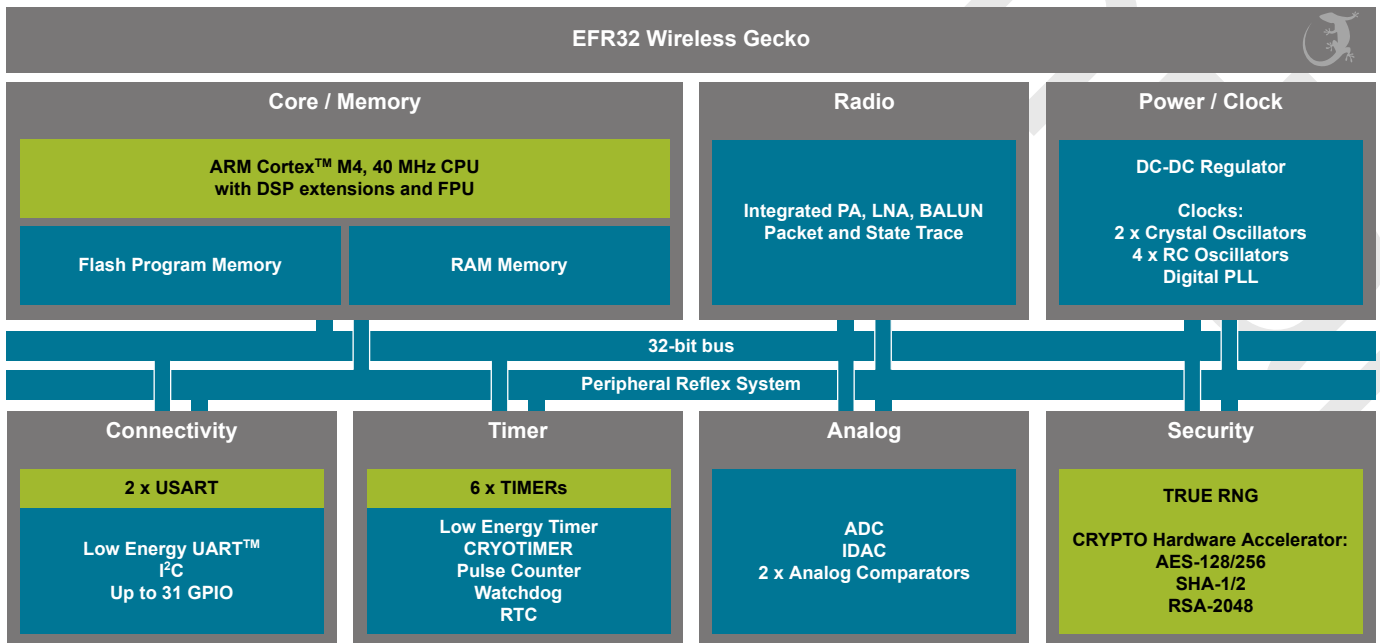 EFR32 Wireless Gecko
Core / Memory
ARM Cortex™ M4, 40 MHz CPU
with DSP extensions and FPU
Flash Program Memory
RAM Memory
Radio
Integrated PA, LNA, BALUN
Packet and State Trace
Power / Clock
DC-DC Regulator
Clocks:
2 x Crystal Oscillators
4 x RC Oscillators
Digital PLL
32-bit bus
Peripheral Reflex System
Connectivity
2 x USART
Low Energy UART™
I²C
Up to 31 GPIO
Timer
6 x TIMERs
Low Energy Timer
CRYOTIMER
Pulse Counter
Watchdog
RTC
Analog
ADC
IDAC
2 x Analog Comparators
Security
TRUE RNG
CRYPTO Hardware Accelerator:
AES-128/256
SHA-1/2
RSA-2048